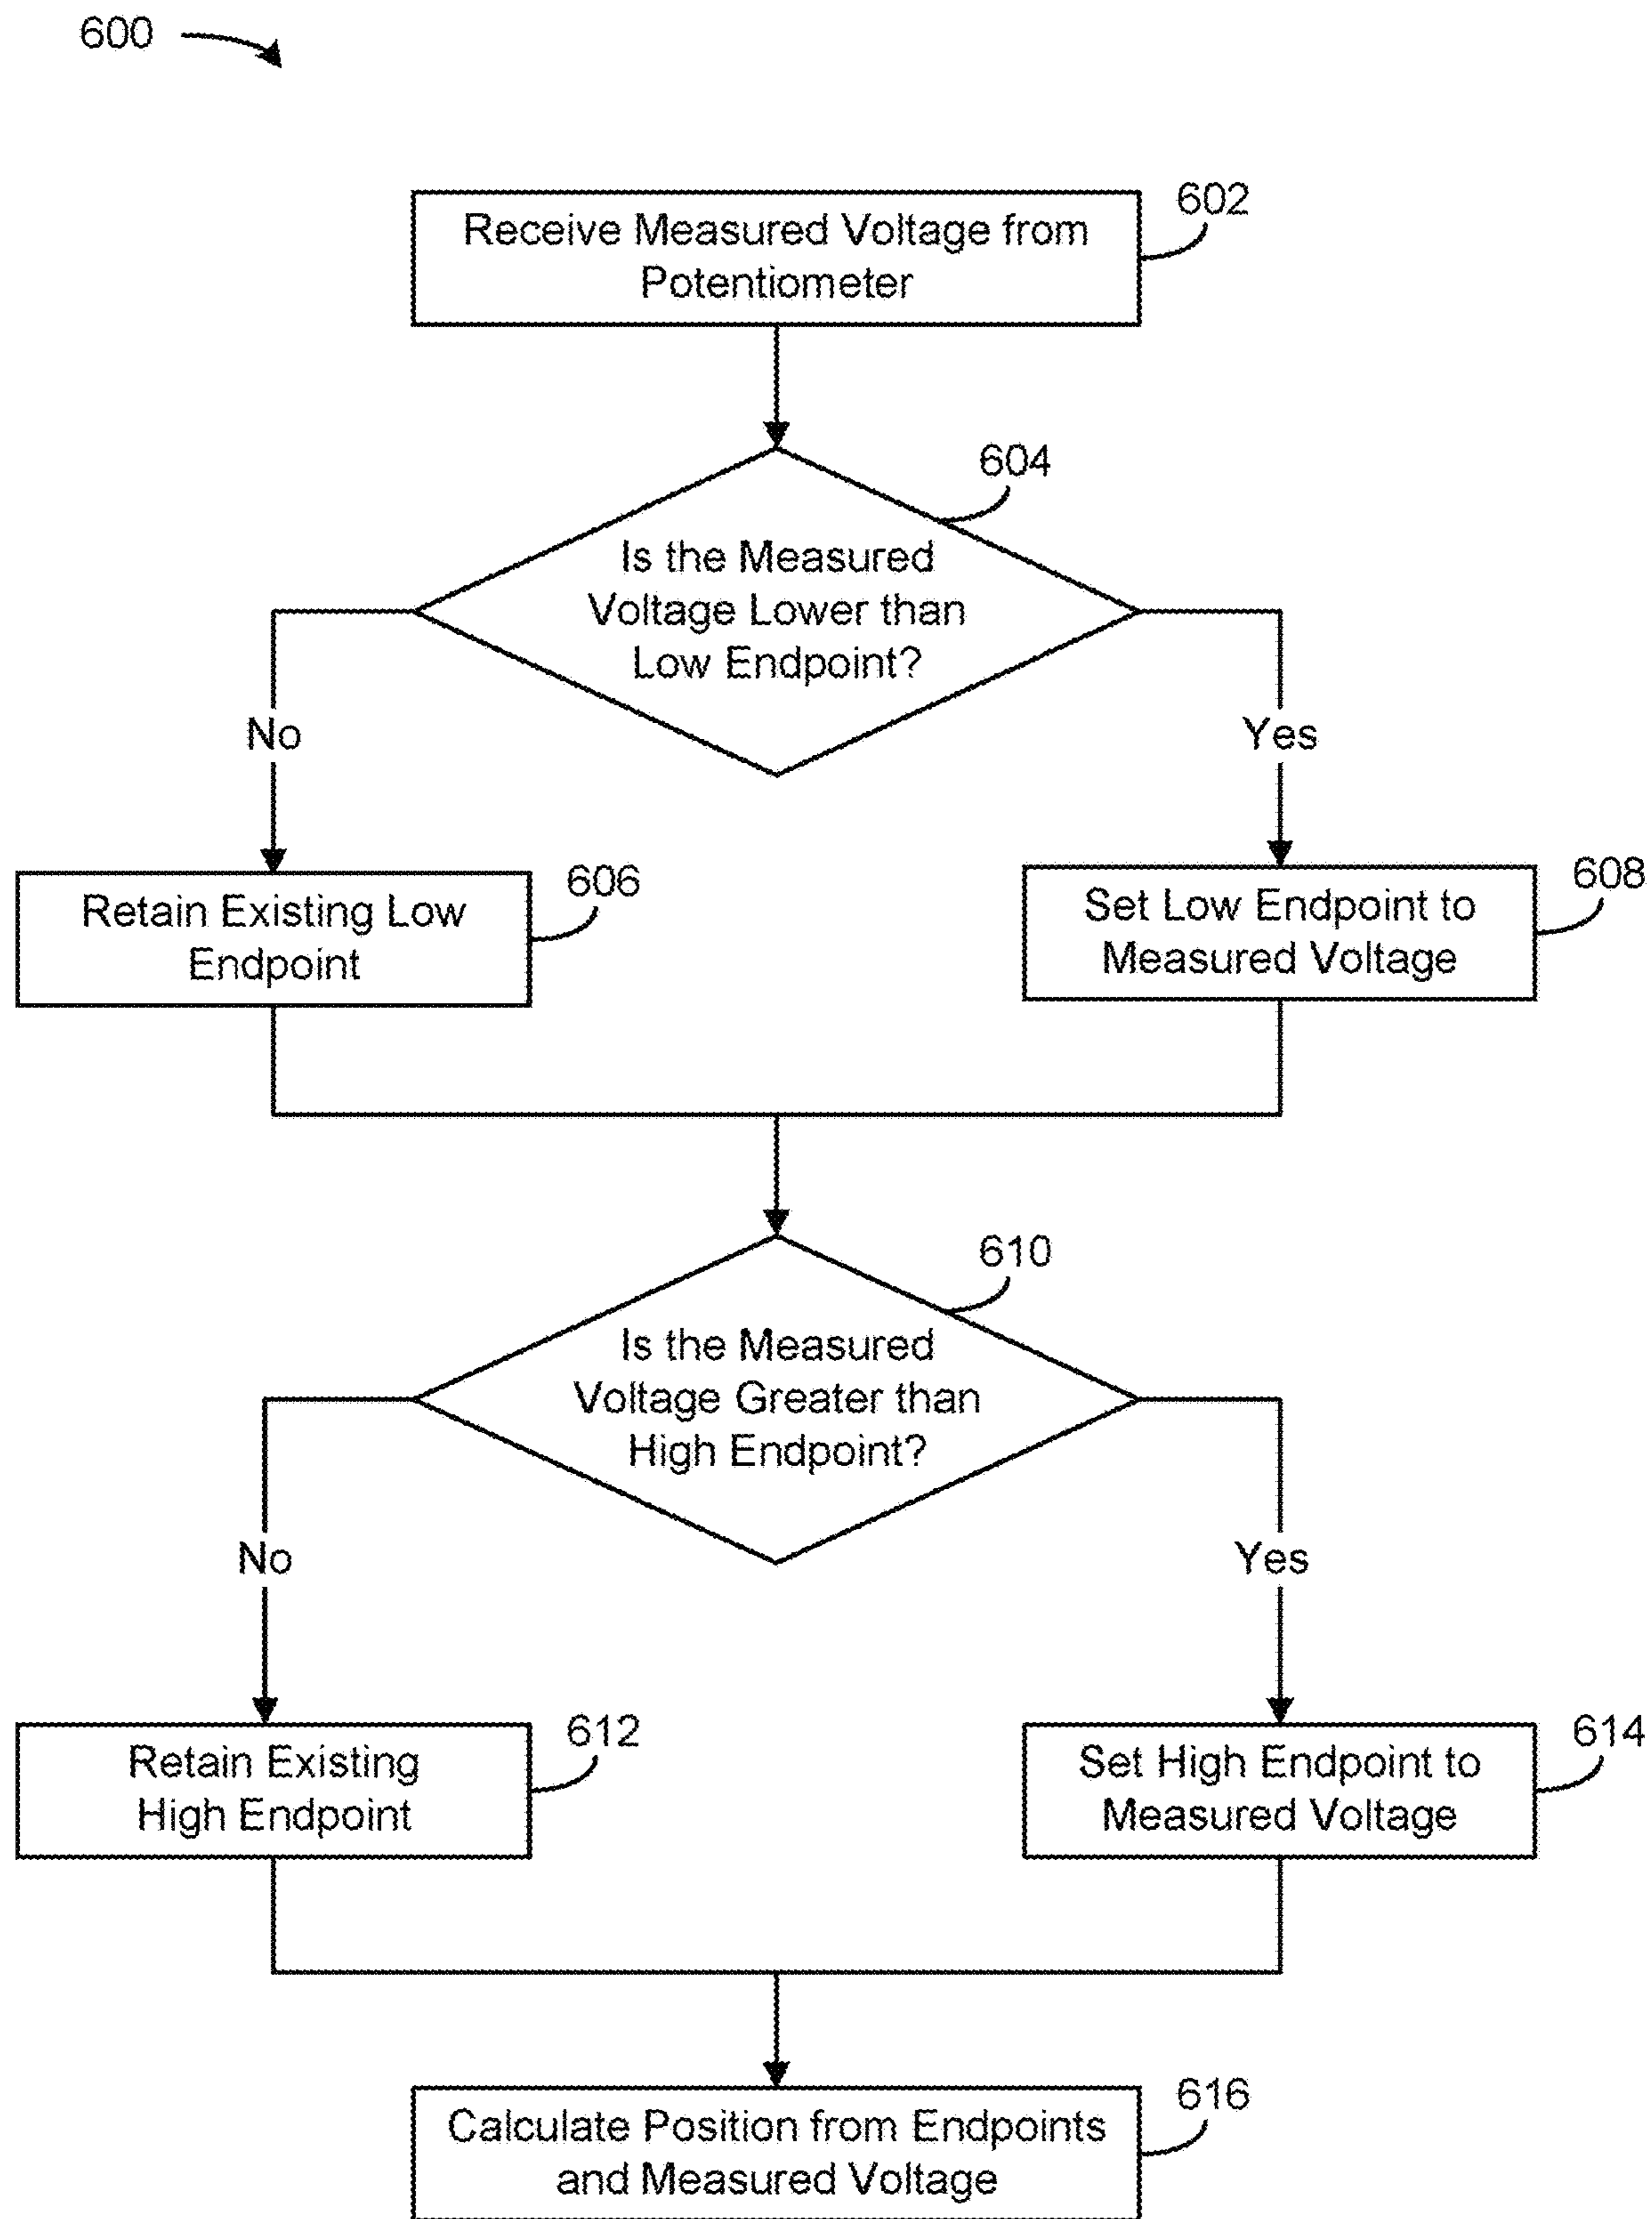 600
602
Receive Measured Voltage from
Potentiometer
604
Is the Measured
Voltage Lower than
Low Endpoint?
No
Yes
606
608
Retain Existing Low
Endpoint
Set Low Endpoint to
Measured Voltage
610
Is the Measured
Voltage Greater than
High Endpoint?
No
Yes
612
614
Retain Existing
High Endpoint
Set High Endpoint to
Measured Voltage
616
Calculate Position from Endpoints
and Measured Voltage